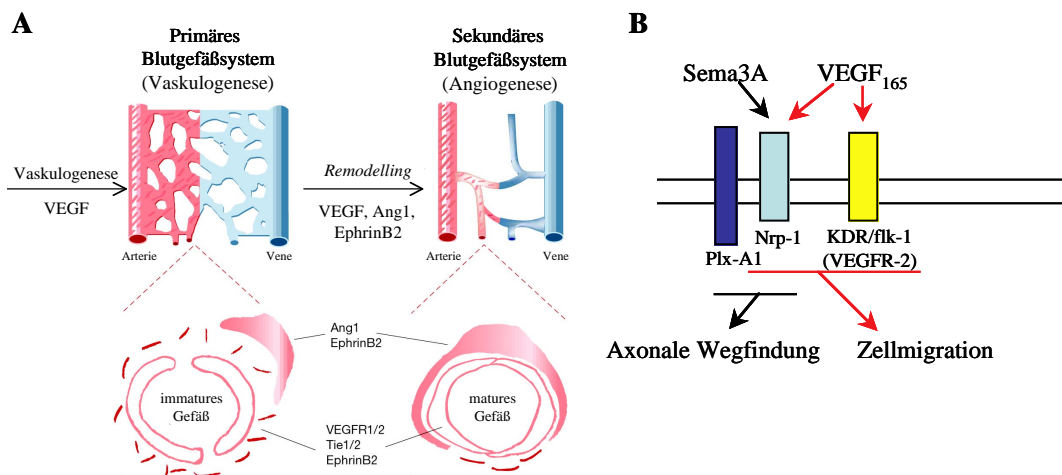 A
Primäres
Blutgefäßsystem
(Vaskulogenese)
Sekundäres
Blutgefäßsystem
(Angiogenese)
Vaskulogenese
VEGF
Remodelling
VEGF, Ang1,
EphrinB2
Arterie
Vene
Arterie
Vene
Ang1
EphrinB2
immatures
Gefäß
matures
Gefäß
VEGFR1/2
Tie1/2
EphrinB2
B
Sema3A
VEGF165
Plx-A1
Nrp-1
KDR/flk-1
(VEGFR-2)
Axonale Wegfindung
Zellmigration